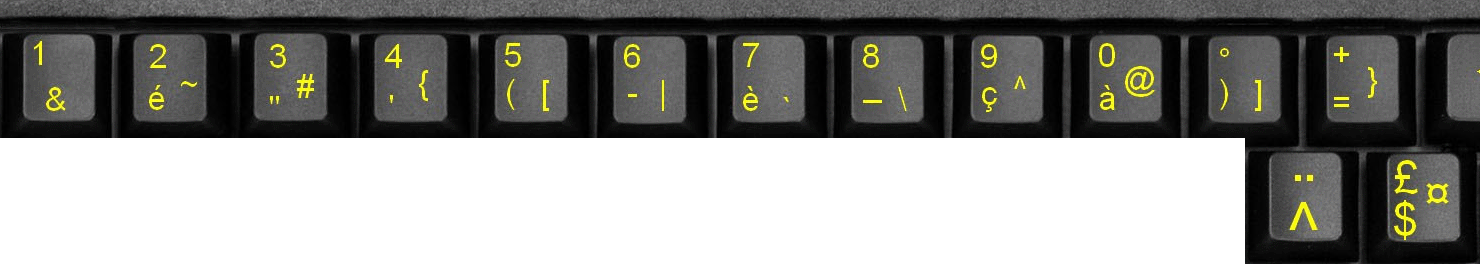 1 2 3 4 5 6 7 8 9 0 ° +
& é ~ " # ' { ( [ - | è ` _ \ ç ^ à @ ) ] = }
¨ £
^ $ ¤